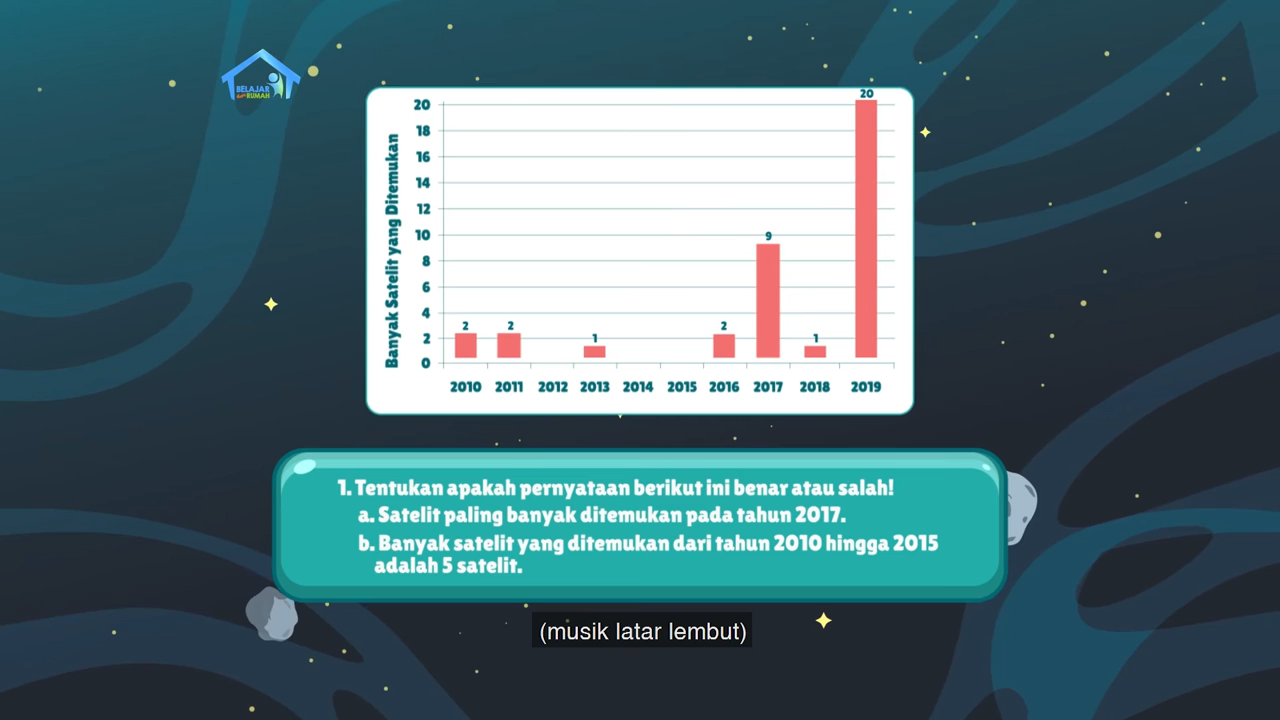 BELAJAR
dari RUMAH
Banyak Satelit yang Ditemukan
20
18
16
14
12
10
8
6
4
2
0
2
2
1
2
9
1
20
2010 2011 2012 2013 2014 2015 2016 2017 2018 2019
1. Tentukan apakah pernyataan berikut ini benar atau salah!
a. Satelit paling banyak ditemukan pada tahun 2017.
b. Banyak satelit yang ditemukan dari tahun 2010 hingga 2015
adalah 5 satelit.
(musik latar lembut)